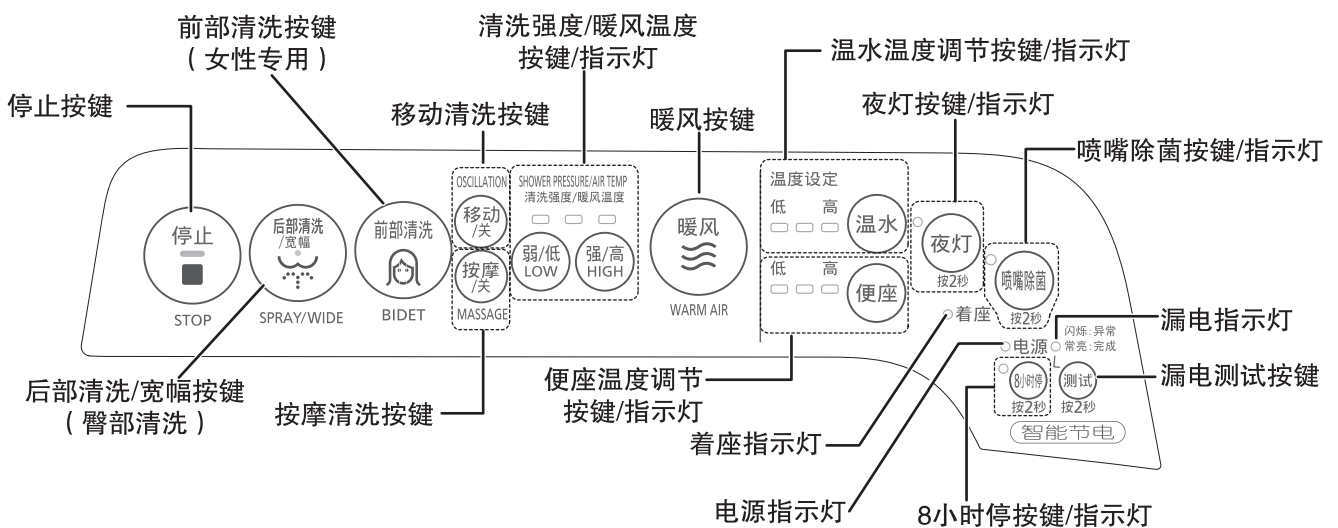 前部清洗按键
（女性专用）
清洗强度/暖风温度
按键/指示灯
温水温度调节按键/指示灯
停止按键
移动清洗按键
暖风按键
夜灯按键/指示灯
喷嘴除菌按键/指示灯
OSCILLATION
SHOWER PRESSURE/AIR TEMP
清洗强度/暖风温度
温度设定
停止
STOP
后部清洗
/宽幅
SPRAY/WIDE
前部清洗
BIDET
移动
/关
按摩
/关
MASSAGE
弱/低
LOW
强/高
HIGH
暖风
WARM AIR
低 高
温水
低 高
便座
夜灯
按2秒
喷嘴除菌
按2秒
着座
电源
闪烁:异常
常亮:完成
8小时停
按2秒
测试
按2秒
智能节电
漏电指示灯
漏电测试按键
后部清洗/宽幅按键
（臀部清洗）
按摩清洗按键
便座温度调节
按键/指示灯
着座指示灯
电源指示灯
8小时停按键/指示灯